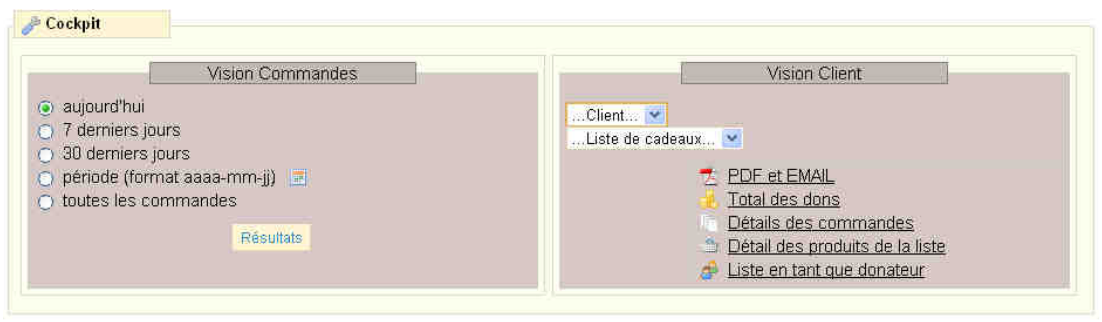 Cockpit
Vision Commandes
aujourd'hui
7 derniers jours
30 derniers jours
période (format aaaa-mm-jj)
toutes les commandes
Résultats
Vision Client
...Client...
...Liste de cadeaux...
PDF et EMAIL
Total des dons
Détails des commandes
Détail des produits de la liste
Liste en tant que donateur